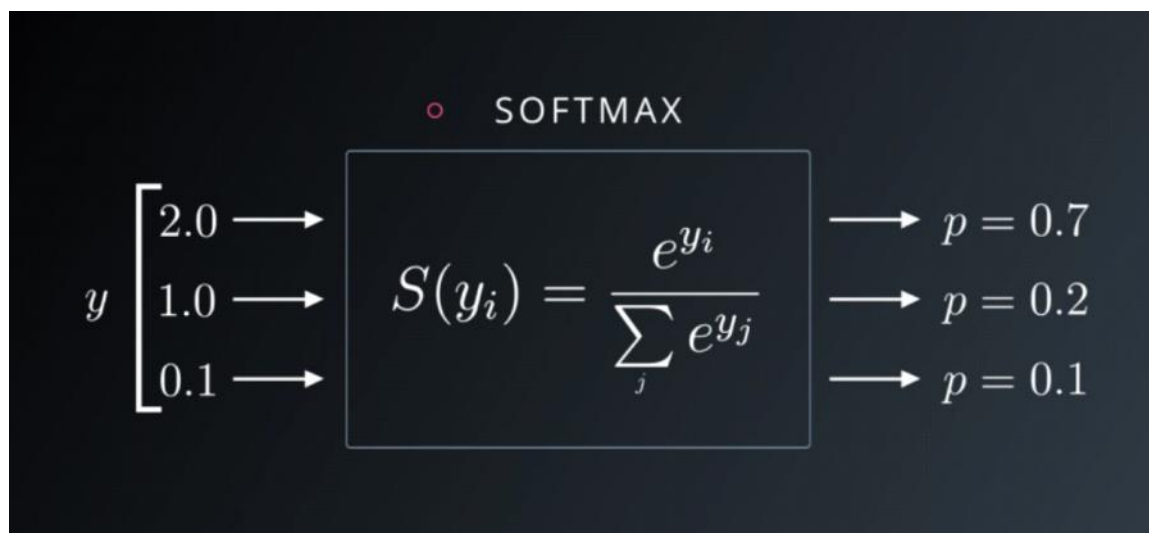 SOFTMAX
y
2.0
1.0
0.1
S(y_i) = e^{y_i} / \sum_j e^{y_j}
p = 0.7
p = 0.2
p = 0.1